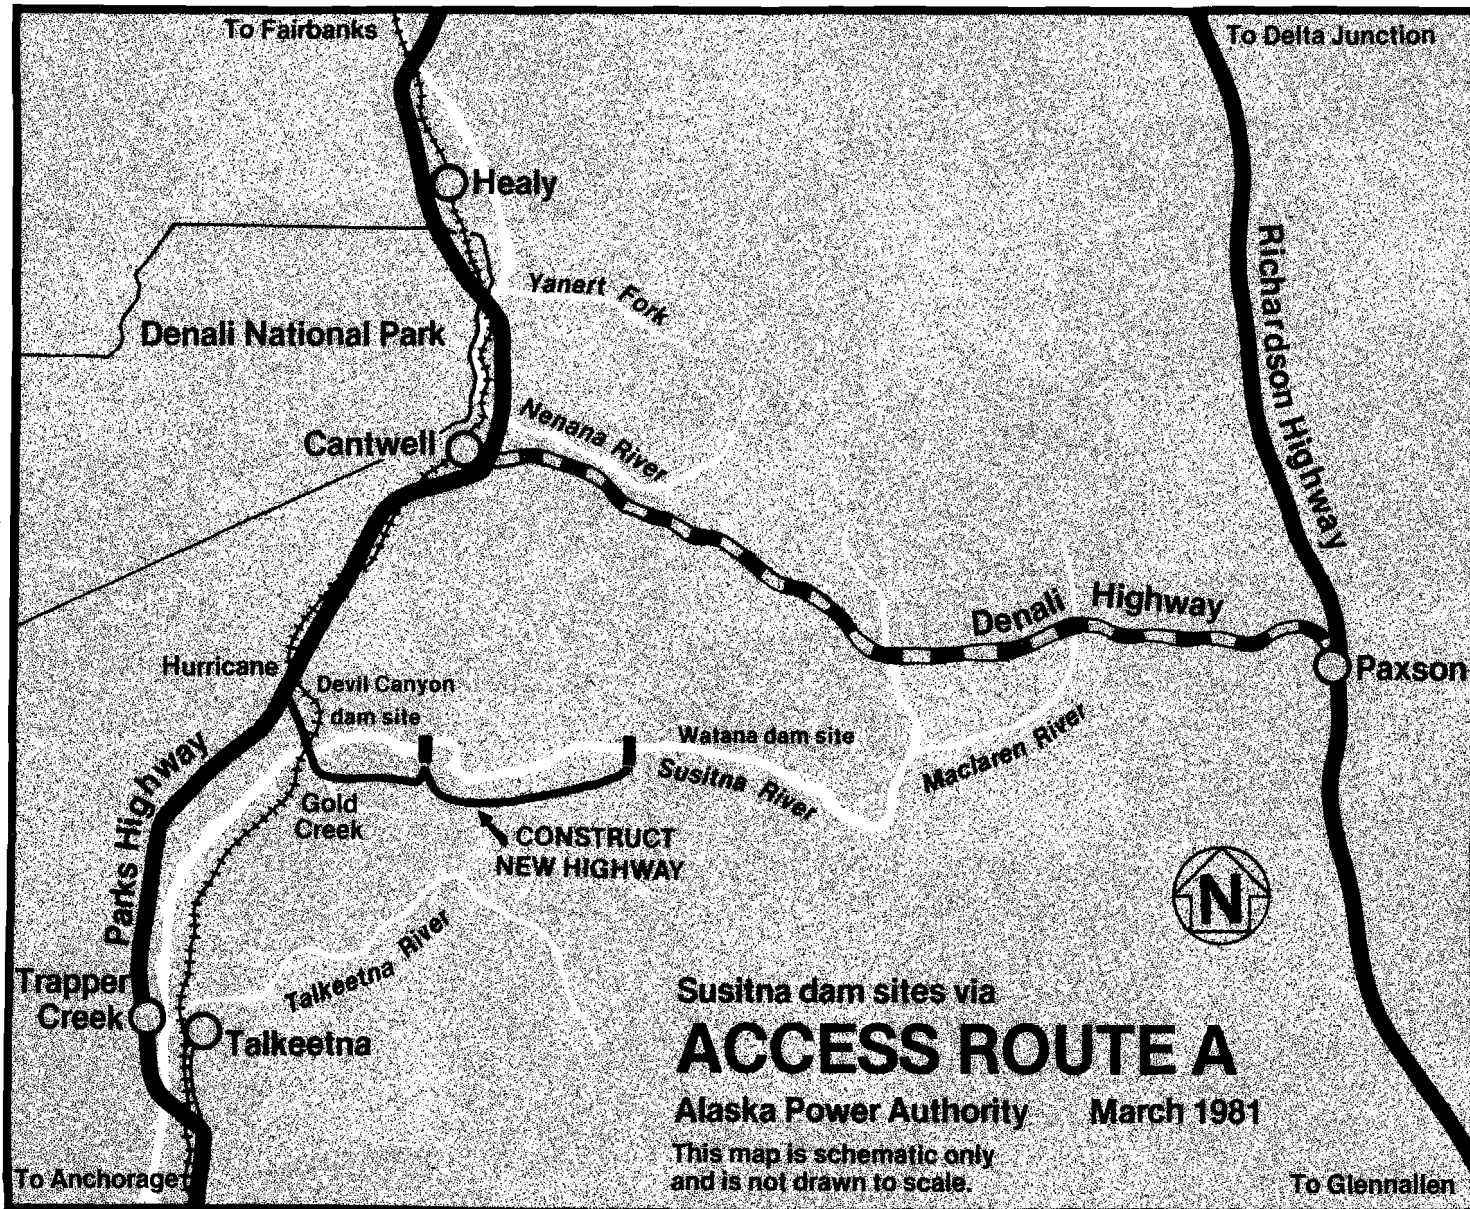 To Fairbanks
To Delta Junction
Healy
Yanert Fork
Richardson Highway
Denali National Park
Nenana River
Cantwell
Denali Highway
Hurricane
Paxson
Devil Canyon
dam site
Watana dam site
Susitna River
Maclaren River
Parks Highway
Gold
Creek
CONSTRUCT
NEW HIGHWAY
N
Talkeetna River
Trapper
Creek
Talkeetna
Susitna dam sites via
ACCESS ROUTE A
Alaska Power Authority March 1981
This map is schematic only
and is not drawn to scale.
To Anchorage
To Glennallen